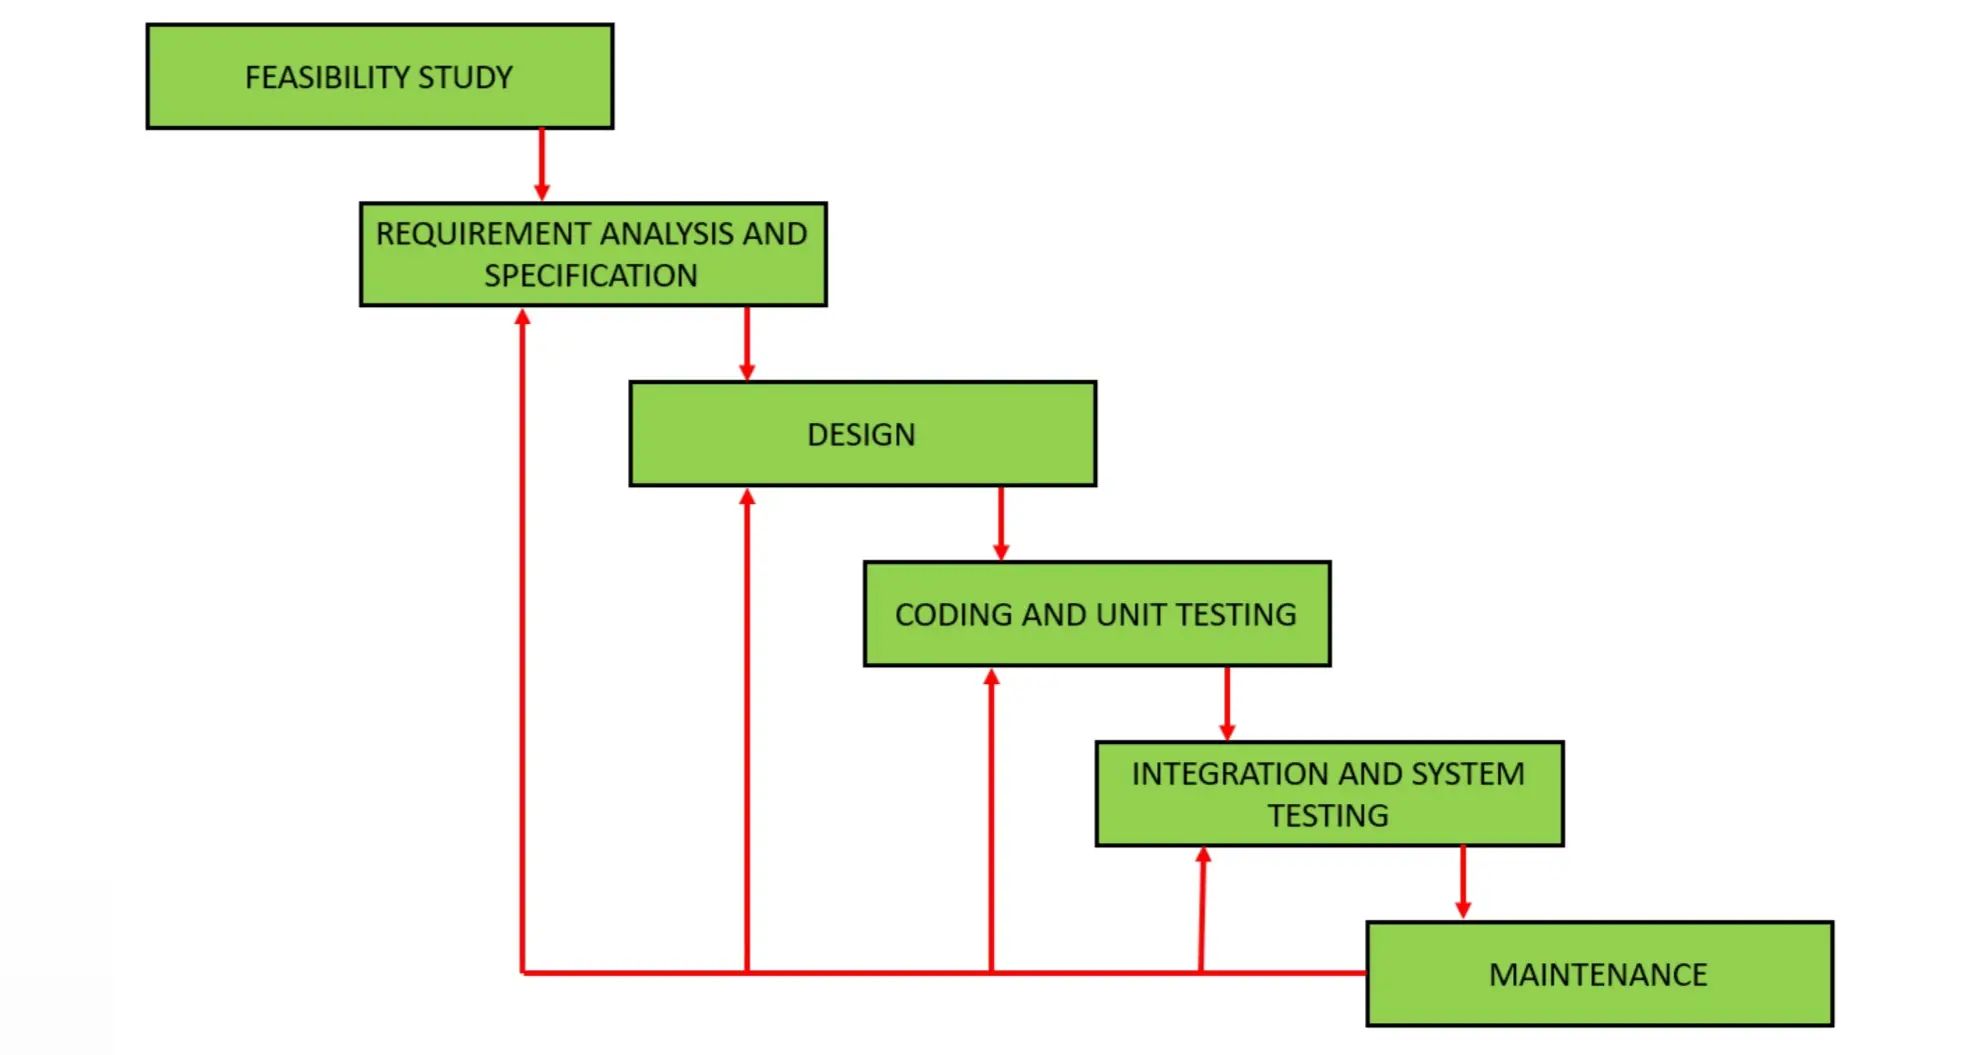 FEASIBILITY STUDY
REQUIREMENT ANALYSIS AND
SPECIFICATION
DESIGN
CODING AND UNIT TESTING
INTEGRATION AND SYSTEM
TESTING
MAINTENANCE